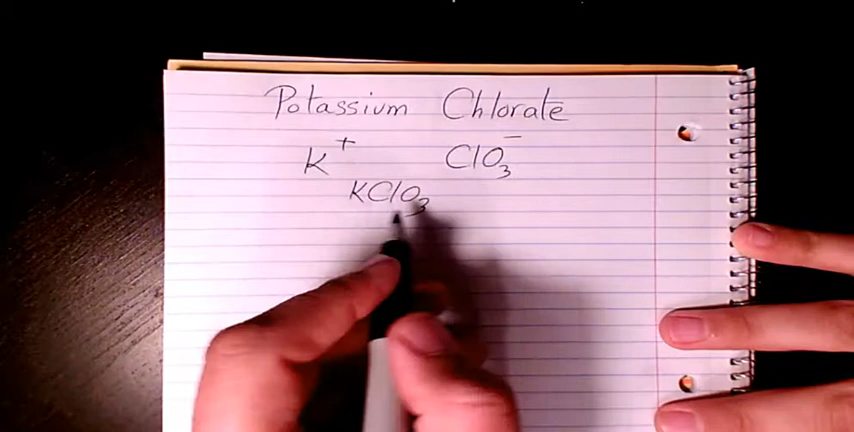 Potassium Chlorate
K⁺ ClO₃⁻
KClO₃